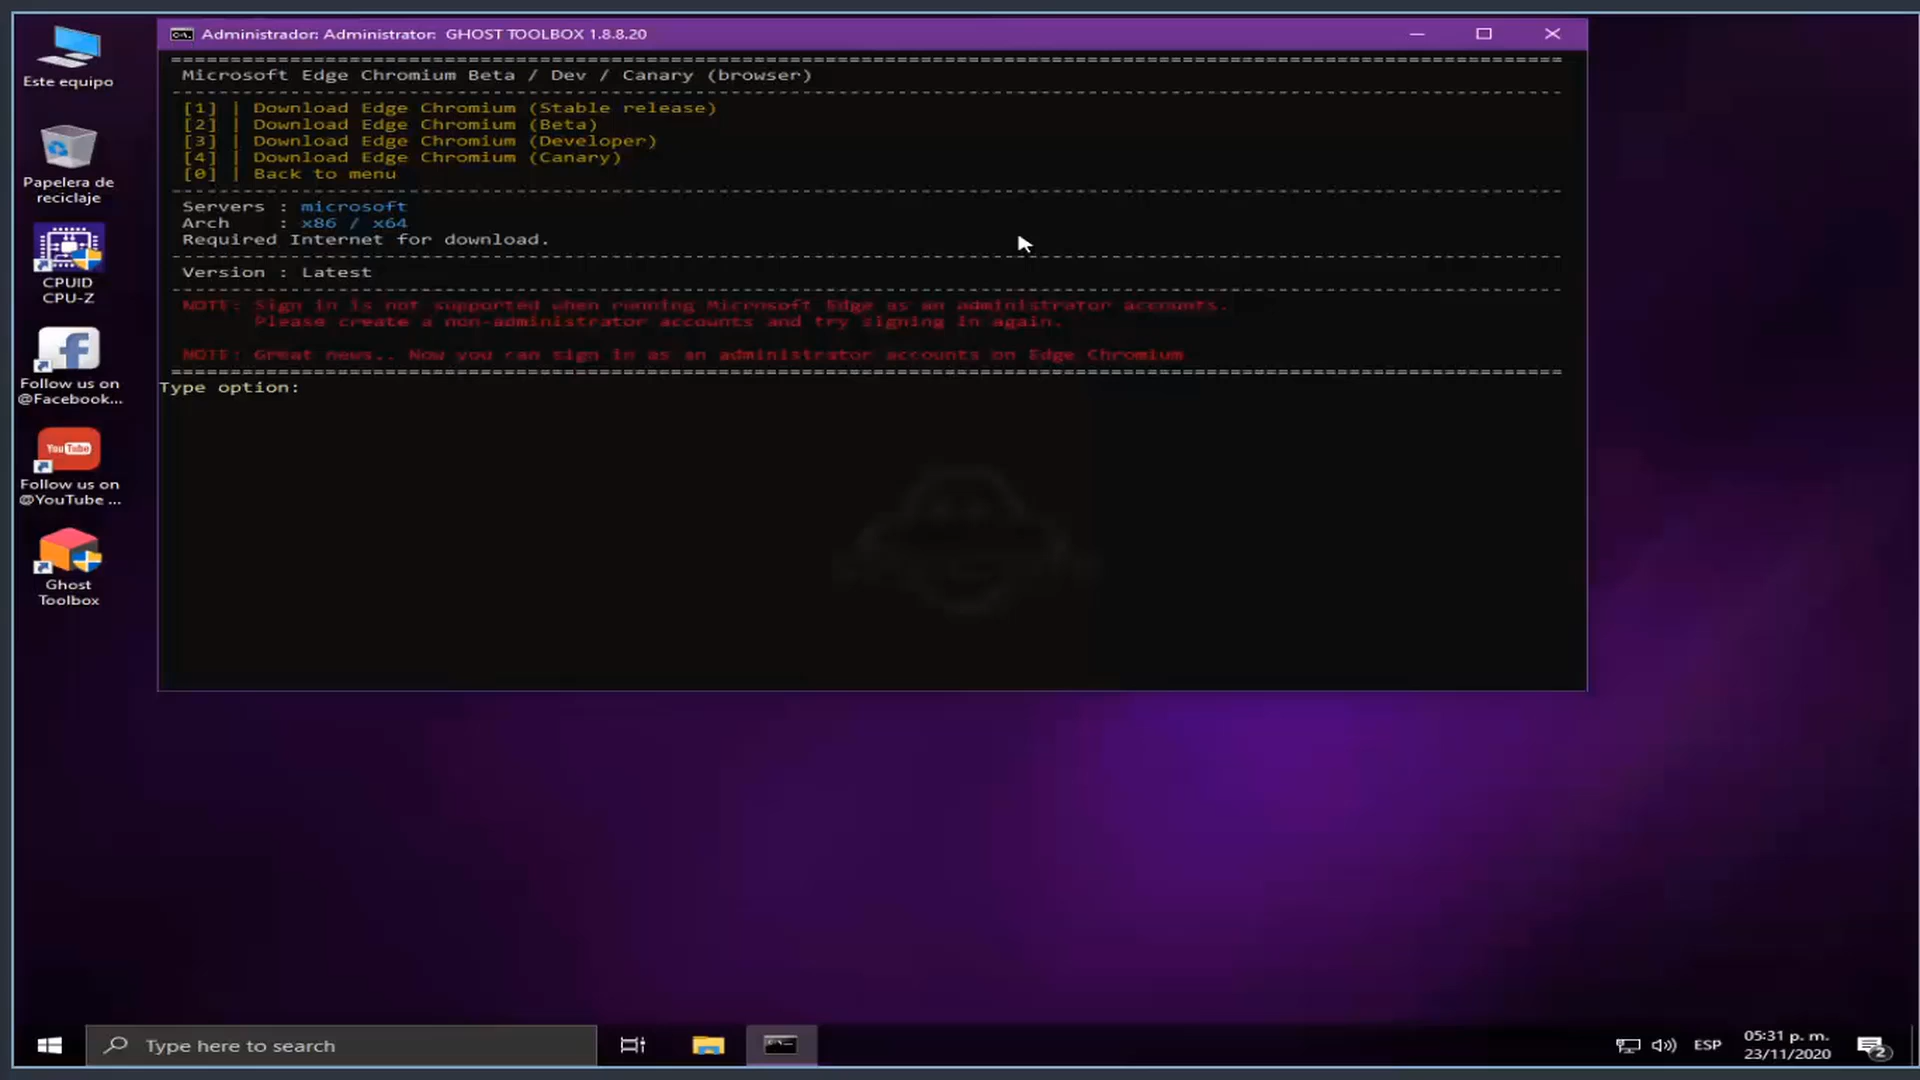 Administrador: Administrator:  GHOST TOOLBOX 1.8.8.20
Microsoft Edge Chromium Beta / Dev / Canary (browser)
[1] | Download Edge Chromium (Stable release)
[2] | Download Edge Chromium (Beta)
[3] | Download Edge Chromium (Developer)
[4] | Download Edge Chromium (Canary)
[0] | Back to menu
Servers : microsoft
Arch    : x86 / x64
Required Internet for download.
Version : Latest
NOTE: Sign in is not supported when running Microsoft Edge as an administrator accounts.
Please create a non-administrator accounts and try signing in again.
NOTE: Great news.. Now you can sign in as an administrator accounts on Edge Chromium
Type option:
Este equipo
Papelera de
reciclaje
CPUID
CPU-Z
Follow us on
@Facebook...
You Tube
Follow us on
@YouTube ...
Ghost
Toolbox
Type here to search
ESP
05:31 p. m.
23/11/2020
2